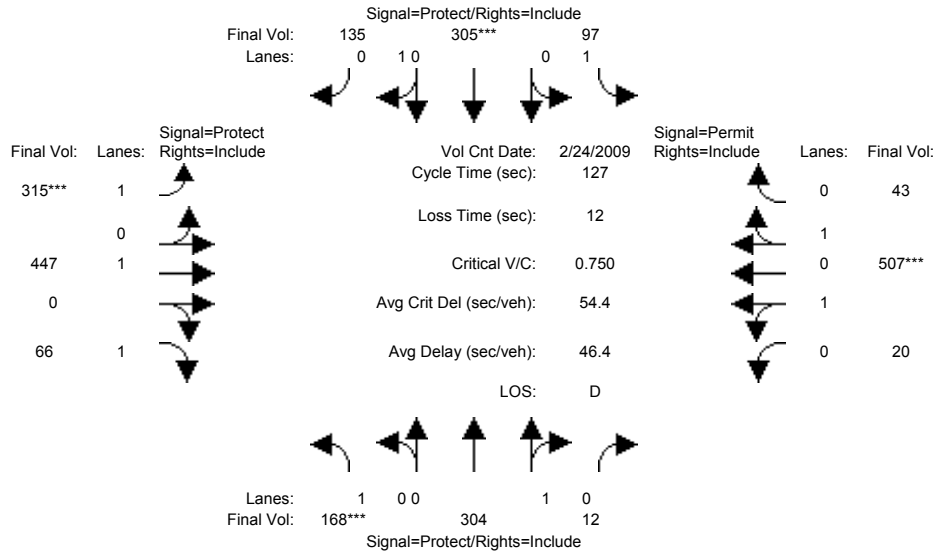 Signal=Protect/Rights=Include
Final Vol: 135 305*** 97
Lanes: 0 1 0 0 1
Signal=Protect Signal=Permit
Final Vol: Lanes: Rights=Include Vol Cnt Date: 2/24/2009 Rights=Include Lanes: Final Vol:
Cycle Time (sec): 127
315*** 1 0 43
Loss Time (sec): 12
0 1
447 1 Critical V/C: 0.750 0 507***
0 0 Avg Crit Del (sec/veh): 54.4 1
66 1 Avg Delay (sec/veh): 46.4 0 20
LOS: D
Lanes: 1 0 0 1 0
Final Vol: 168*** 304 12
Signal=Protect/Rights=Include